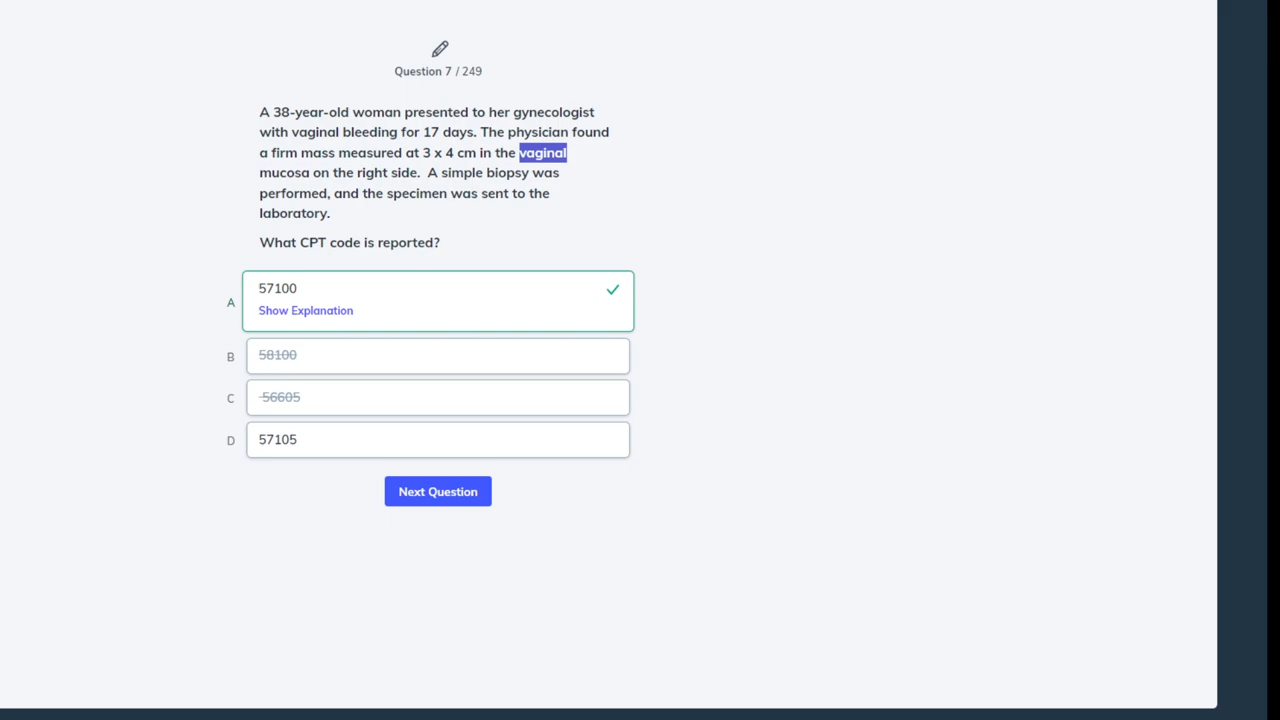 Question 7 / 249
A 38-year-old woman presented to her gynecologist
with vaginal bleeding for 17 days. The physician found
a firm mass measured at 3 x 4 cm in the vaginal
mucosa on the right side.  A simple biopsy was
performed, and the specimen was sent to the
laboratory.
What CPT code is reported?
A
57100
Show Explanation
B
58100
C
56605
D
57105
Next Question